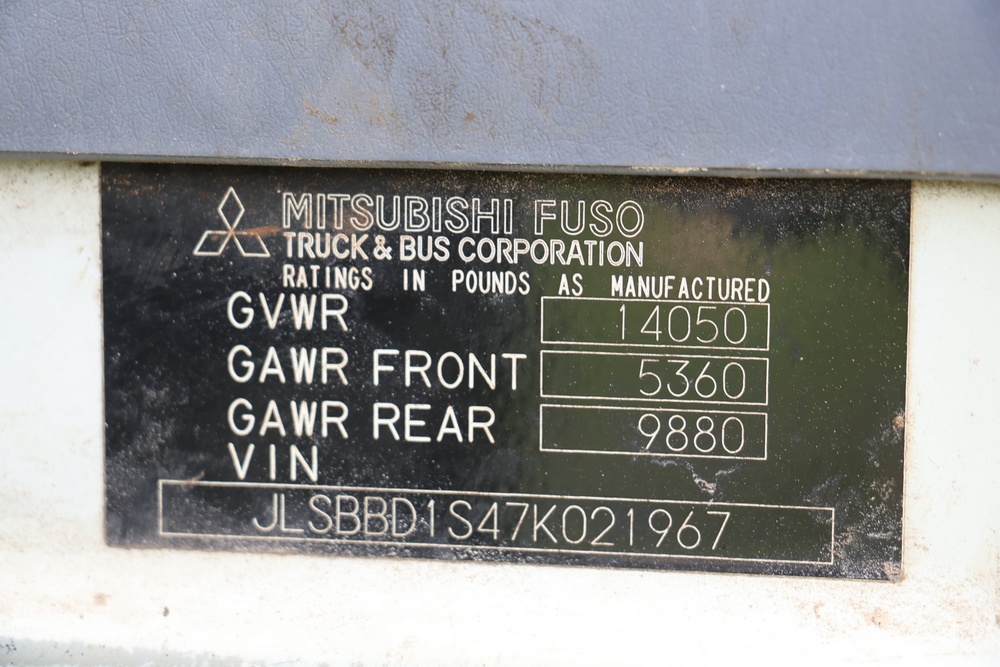 MITSUBISHI FUSO
TRUCK & BUS CORPORATION
RATINGS IN POUNDS AS MANUFACTURED
GVWR 14050
GAWR FRONT 5360
GAWR REAR 9880
VIN
JLSBBD1S47K021967